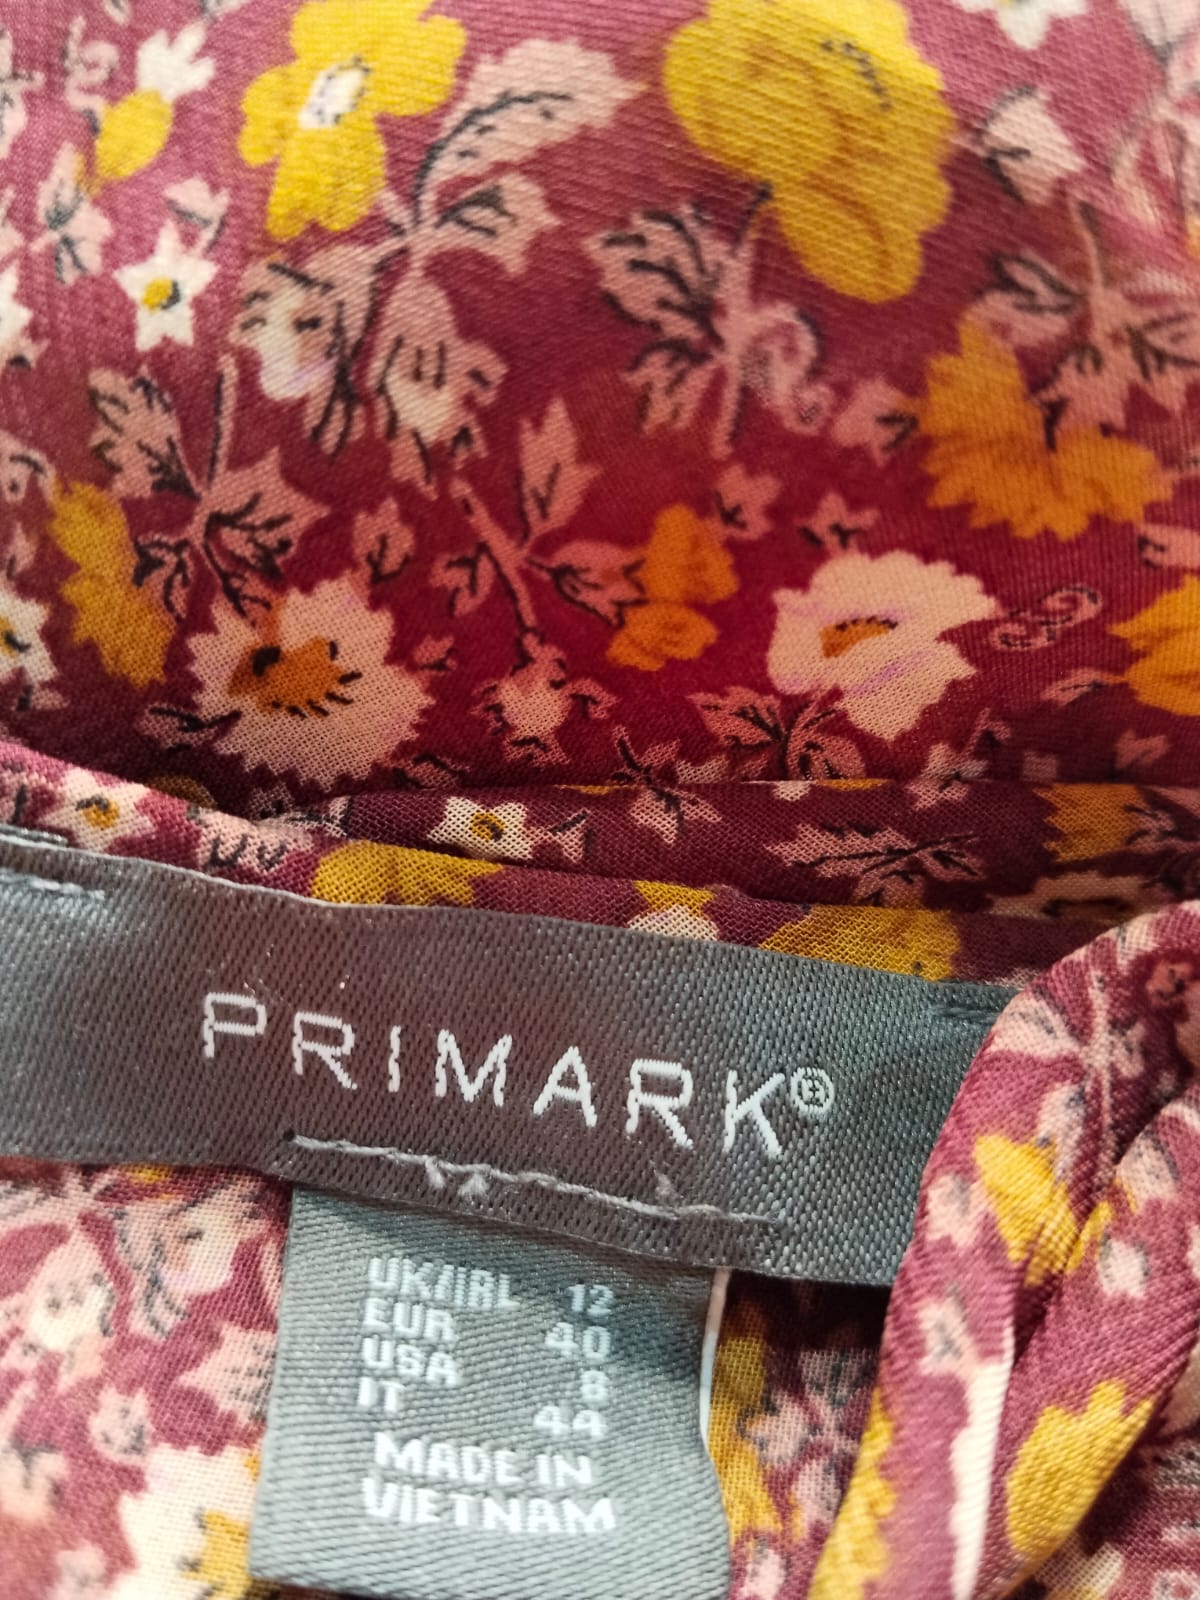 PRIMARK®
UK/IRL 12
EUR 40
USA 8
IT 44
MADE IN
VIETNAM